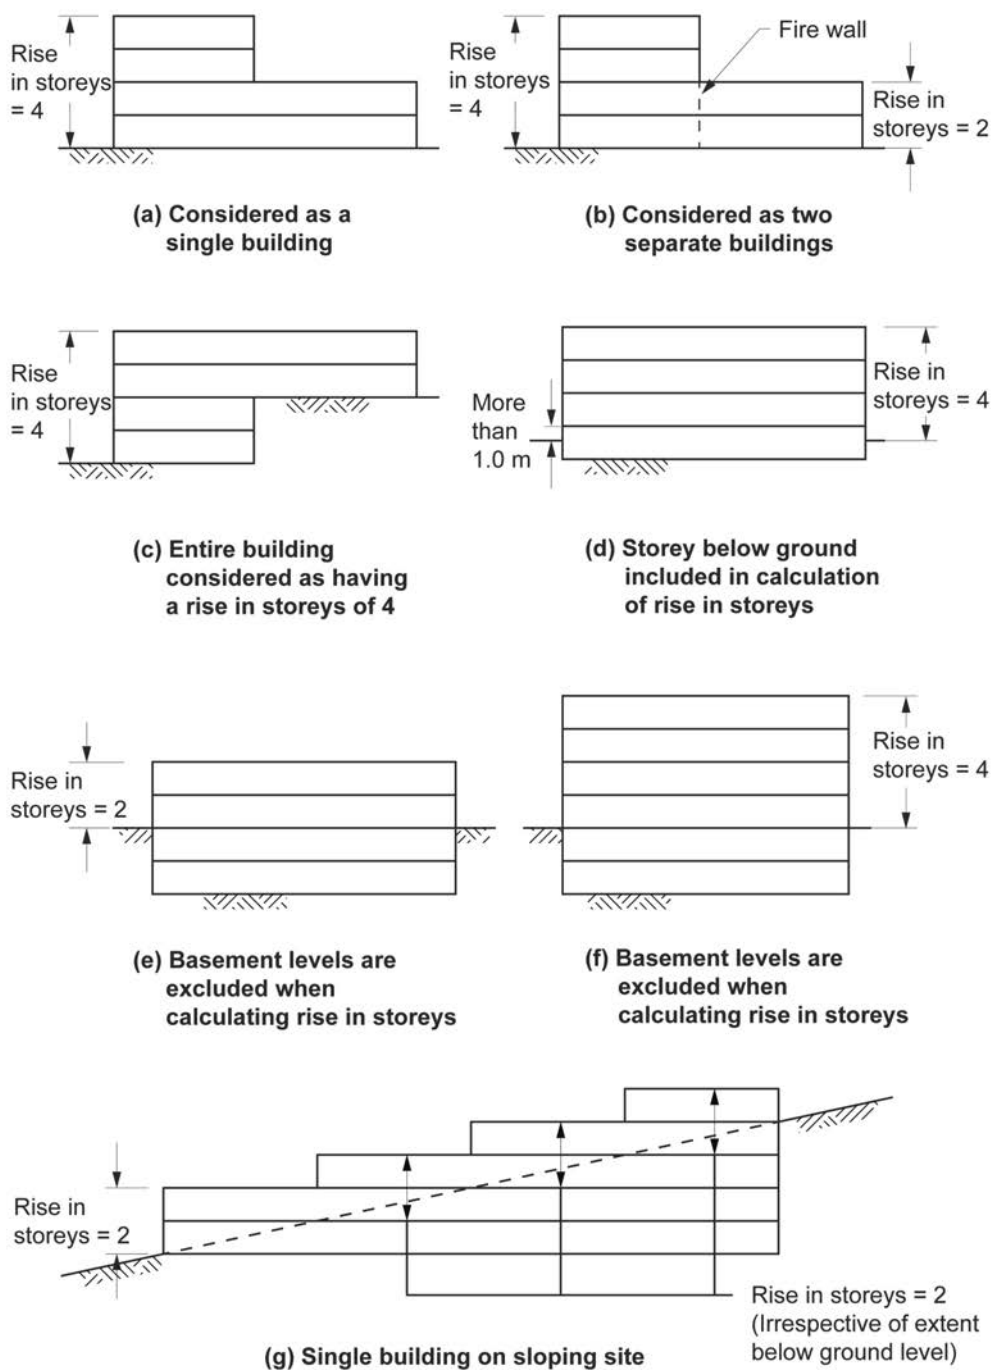 Rise
in storeys
= 4
(a) Considered as a
single building
Rise
in storeys
= 4
Fire wall
Rise in
storeys = 2
(b) Considered as two
separate buildings
Rise
in storeys
= 4
(c) Entire building
considered as having
a rise in storeys of 4
More
than
1.0 m
Rise in
storeys = 4
(d) Storey below ground
included in calculation
of rise in storeys
Rise in
storeys = 2
(e) Basement levels are
excluded when
calculating rise in storeys
Rise in
storeys = 4
(f) Basement levels are
excluded when
calculating rise in storeys
Rise in
storeys = 2
Rise in storeys = 2
(Irrespective of extent
below ground level)
(g) Single building on sloping site